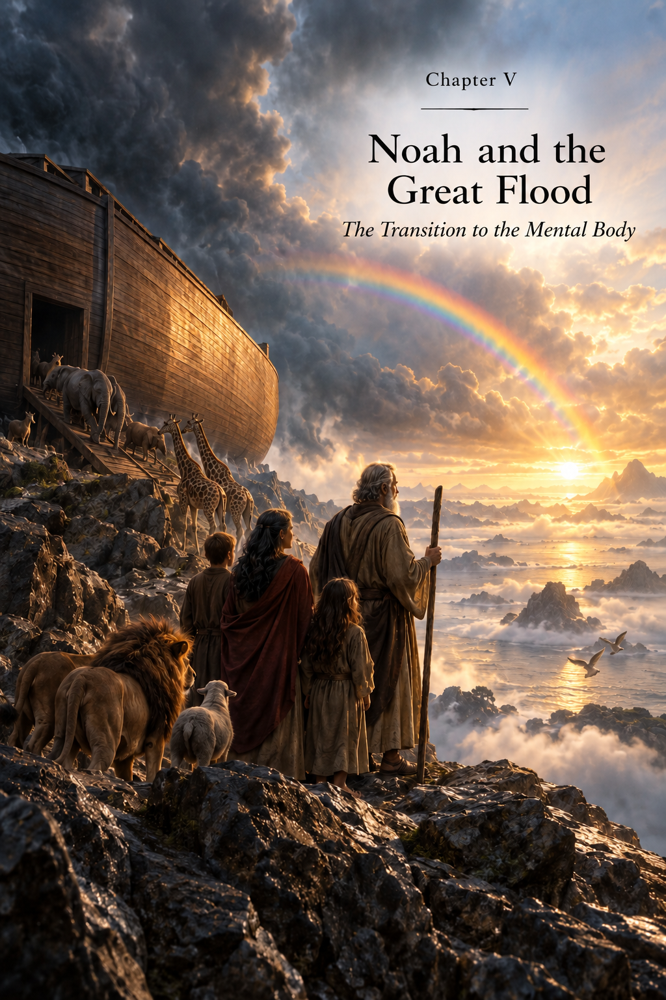 Chapter V
Noah and the
Great Flood
The Transition to the Mental Body